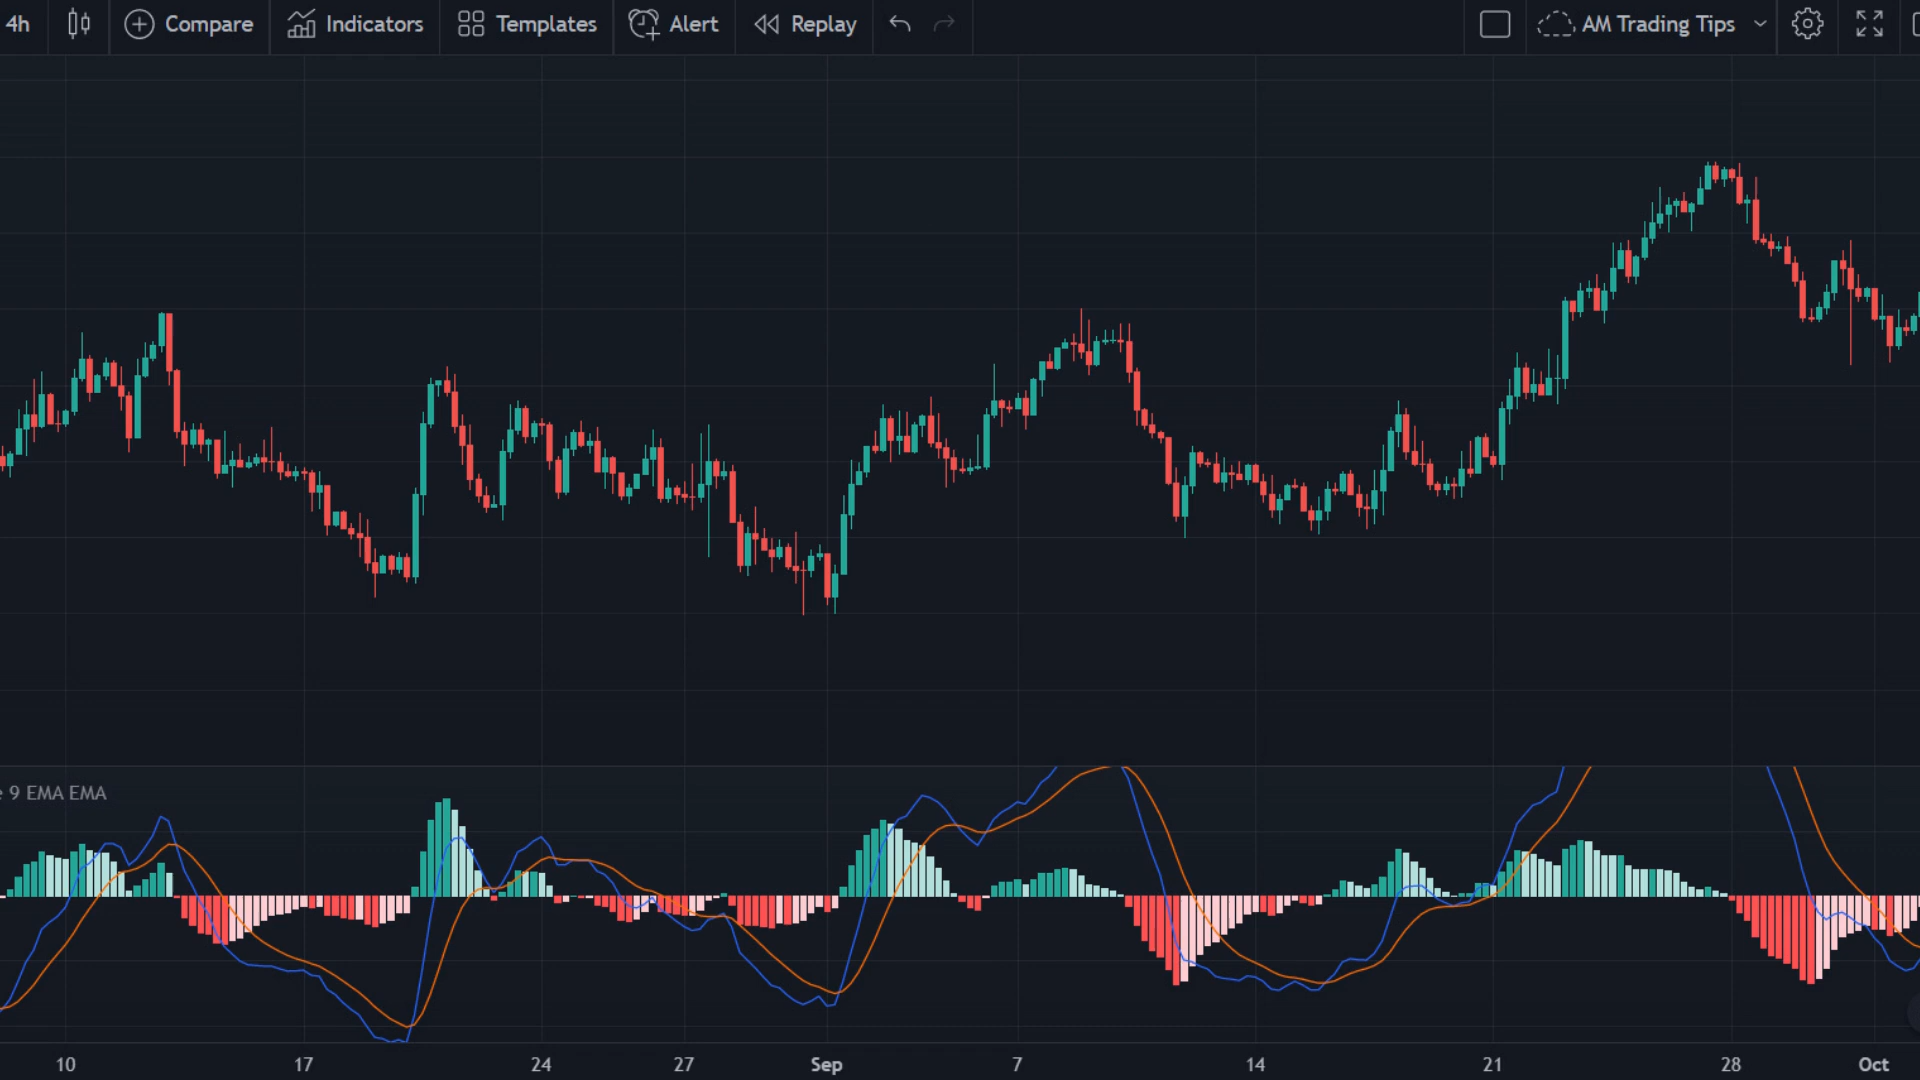 4h Compare Indicators Templates Alert Replay AM Trading Tips
9 EMA EMA
10 17 24 27 Sep 7 14 21 28 Oct